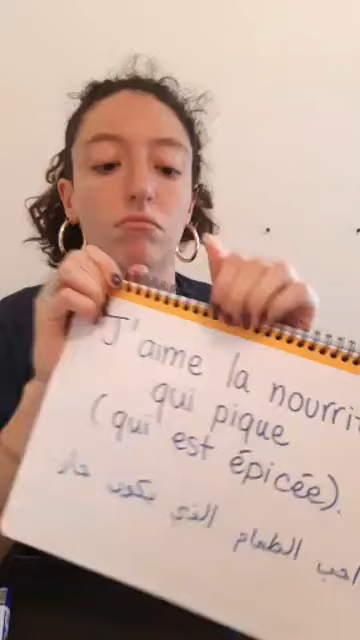 J'aime la nourrit
qui pique
(qui est épicée).
احب الطعام الذي يكون حار.